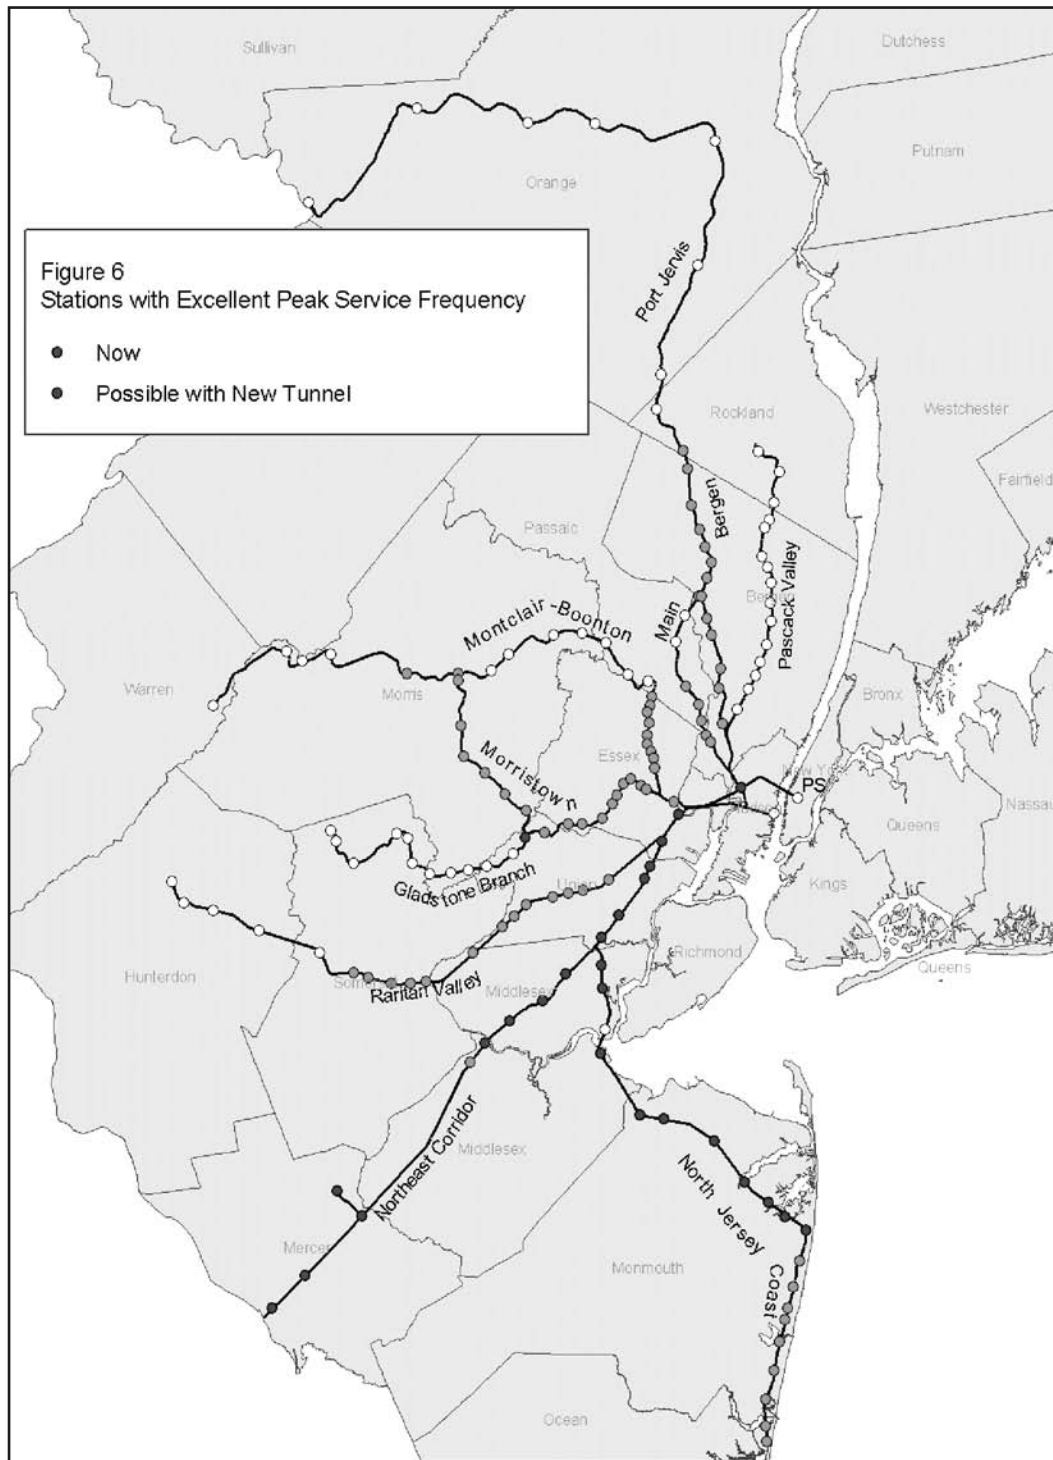 Sullivan
Dutchess
Putnam
Orange
Figure 6
Stations with Excellent Peak Service Frequency
Now
Possible with New Tunnel
Port Jervis
Rockland
Westchester
Fairfield
Passaic
Bergen
Pascack Valley
Main
Montclair-Boonton
Warren
Morris
Bronx
Essex
Morristown
New York
PS
Nassau
Queens
Gladstone Branch
Union
Kings
Richmond
Queens
Hunterdon
Raritan Valley
Middlesex
Northeast Corridor
Middlesex
North Jersey
Coast
Mercer
Monmouth
Ocean